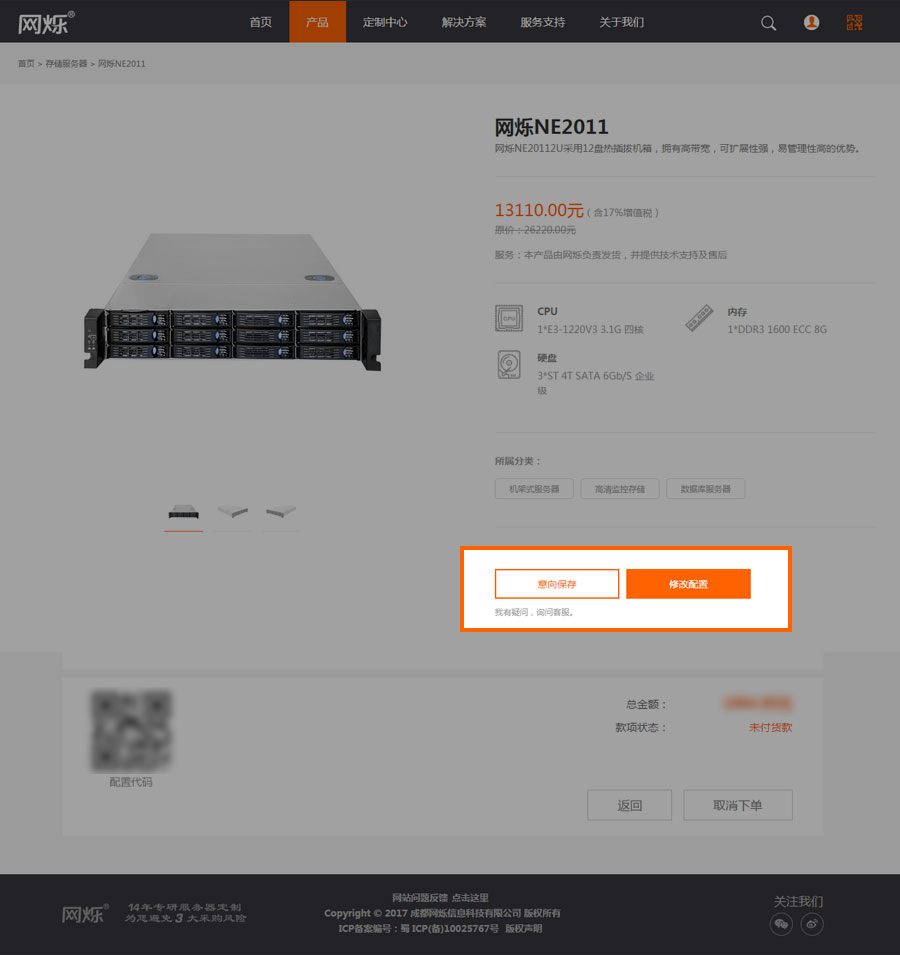 网烁®
首页 产品 定制中心 解决方案 服务支持 关于我们
首页 > 存储服务器 > 网烁NE2011
网烁NE2011
网烁NE20112U采用12盘热插拔机箱，拥有高带宽，可扩展性强，易管理性高的优势。
13110.00元 ( 含17%增值税 )
原价：26220.00元
服务：本产品由网烁负责发货，并提供技术支持及售后
CPU
1*E3-1220V3 3.1G 四核
内存
1*DDR3 1600 ECC 8G
硬盘
3*ST 4T SATA 6Gb/S 企业
级
所属分类：
机架式服务器 高清监控存储 数据库服务器
意向保存 修改配置
我有疑问，询问客服。
总金额：
款项状态： 未付货款
配置代码
返回 取消下单
网烁®
14年专研服务器定制
为您避免3大采购风险
网站问题反馈 点击这里
Copyright © 2017 成都网烁信息科技有限公司 版权所有
ICP备案编号：蜀 ICP(备)10025767号 版权声明
关注我们